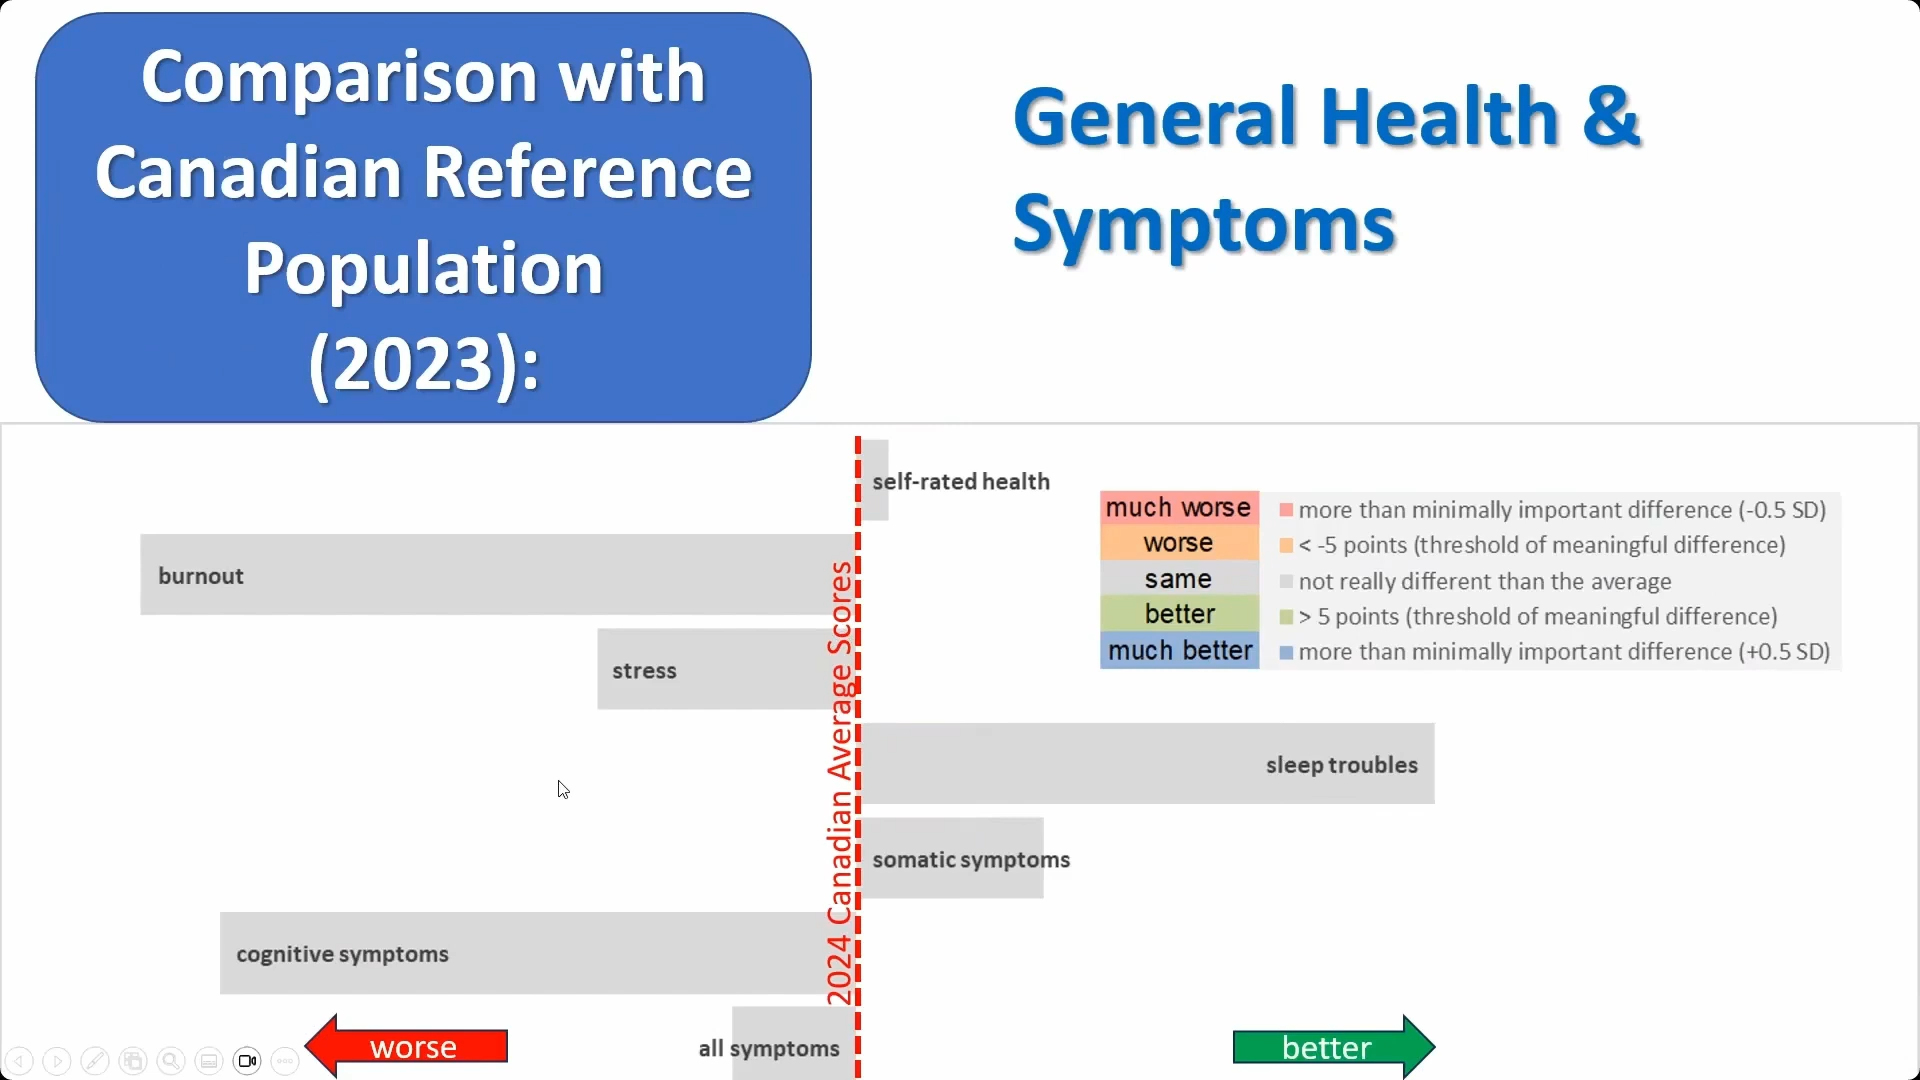 Comparison with
Canadian Reference
Population
(2023):
General Health &
Symptoms
self-rated health
burnout
stress
sleep troubles
somatic symptoms
cognitive symptoms
all symptoms
2024 Canadian Average Scores
much worse more than minimally important difference (-0.5 SD)
worse < -5 points (threshold of meaningful difference)
same not really different than the average
better > 5 points (threshold of meaningful difference)
much better more than minimally important difference (+0.5 SD)
worse
better